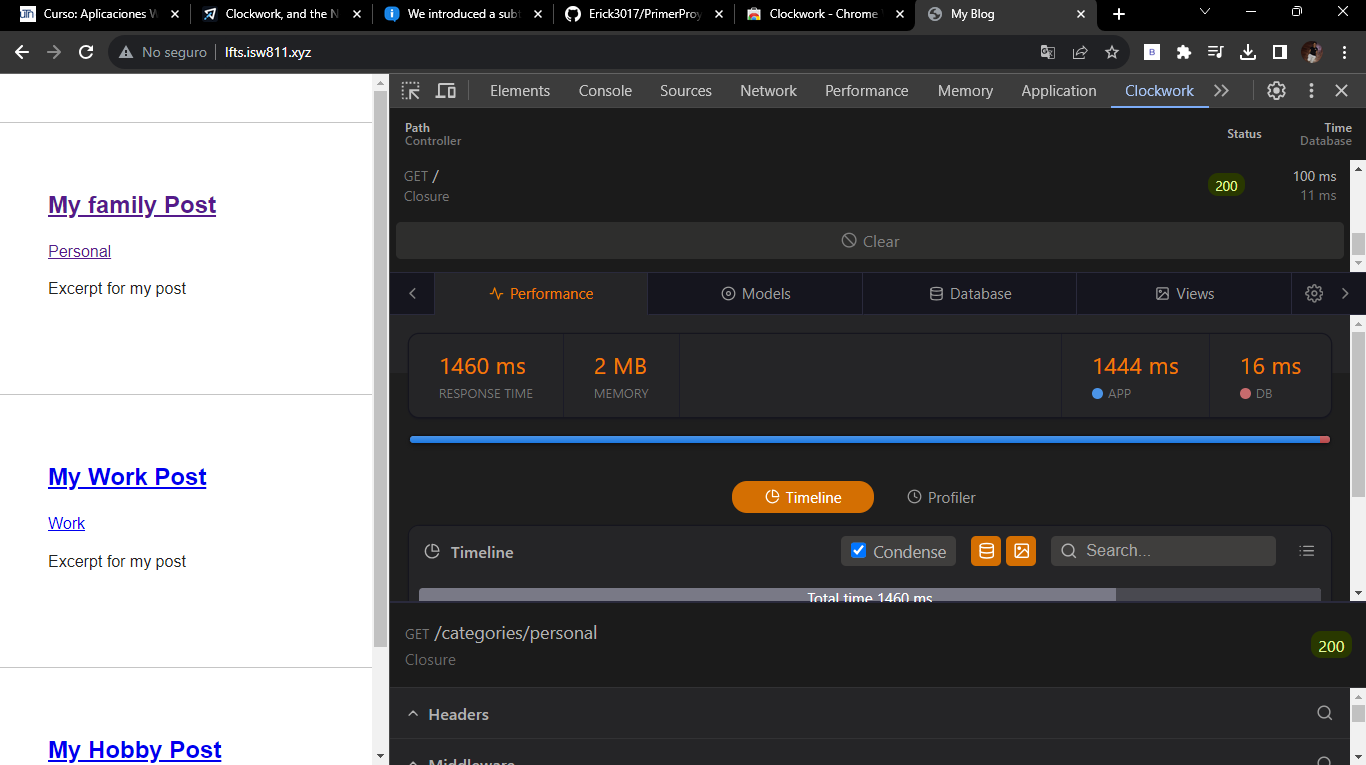 Curso: Aplicaciones W
Clockwork, and the N
We introduced a subt
Erick3017/PrimerProy
Clockwork - Chrome
My Blog
No seguro
lfts.isw811.xyz
My family Post
Personal
Excerpt for my post
My Work Post
Work
Excerpt for my post
My Hobby Post
Elements
Console
Sources
Network
Performance
Memory
Application
Clockwork
Path
Controller
Status
Time
Database
GET /
Closure
200
100 ms
11 ms
Clear
Performance
Models
Database
Views
1460 ms
RESPONSE TIME
2 MB
MEMORY
1444 ms
APP
16 ms
DB
Timeline
Profiler
Timeline
Condense
Search...
Total time 1460 ms
GET /categories/personal
Closure
200
Headers
Middleware